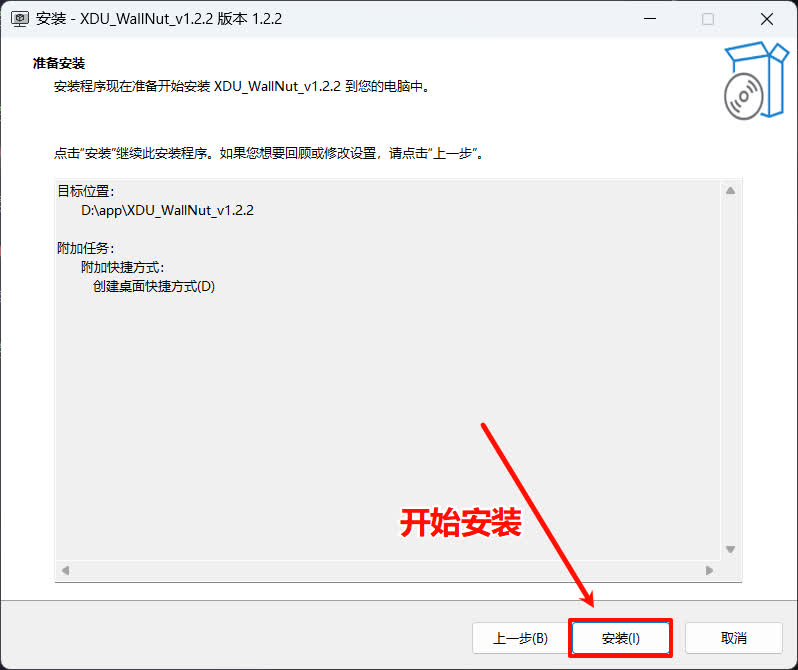 安装 - XDU_WallNut_v1.2.2 版本 1.2.2
准备安装
安装程序现在准备开始安装 XDU_WallNut_v1.2.2 到您的电脑中。
点击“安装”继续此安装程序。如果您想要回顾或修改设置，请点击“上一步”。
目标位置：
D:\app\XDU_WallNut_v1.2.2
附加任务：
附加快捷方式：
创建桌面快捷方式(D)
开始安装
上一步(B)
安装(I)
取消